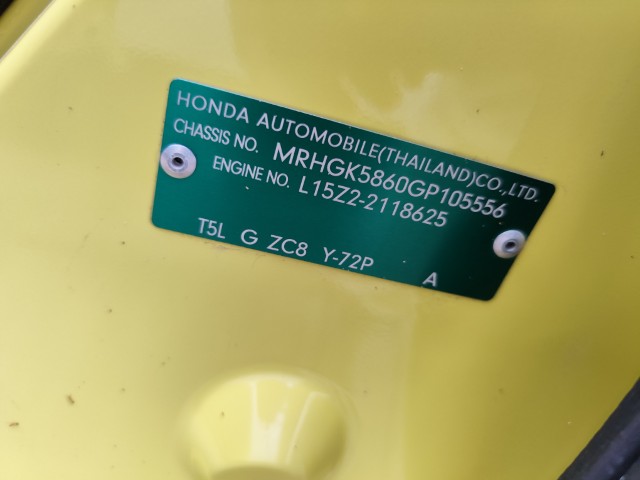 HONDA AUTOMOBILE(THAILAND)CO.,LTD.
CHASSIS NO. MRHGK5860GP105556
ENGINE NO. L15Z2-2118625
T5L G ZC8 Y-72P A